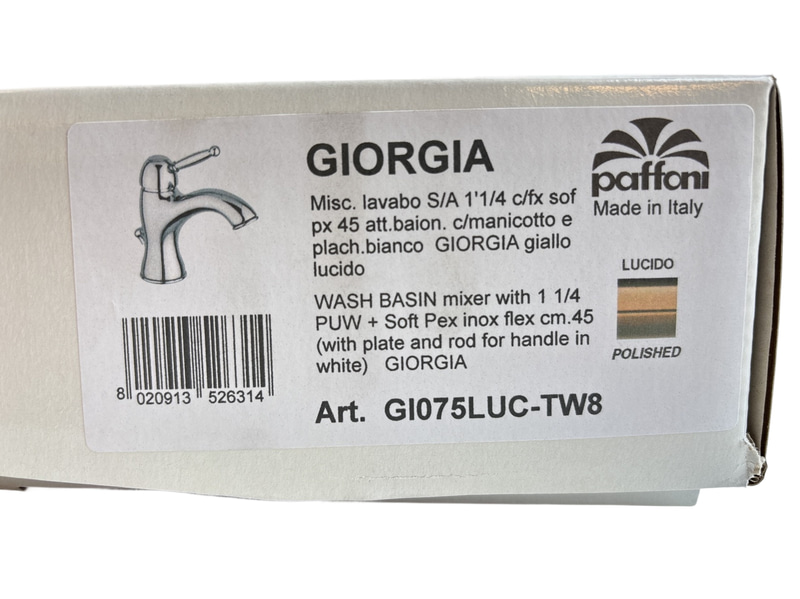 GIORGIA
Misc. lavabo S/A 1'1/4 c/fx sof
px 45 att.baion. c/manicotto e
plach.bianco GIORGIA giallo
lucido
WASH BASIN mixer with 1 1/4
PUW + Soft Pex inox flex cm.45
(with plate and rod for handle in
white) GIORGIA
Art. GI075LUC-TW8
paffoni
Made in Italy
LUCIDO
POLISHED
8 020913 526314